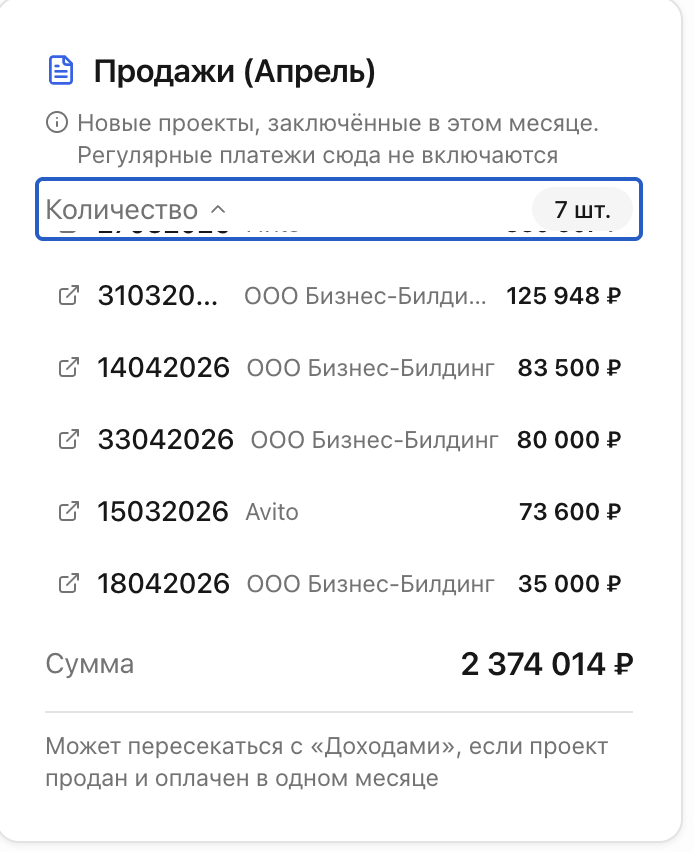 Продажи (Апрель)
Новые проекты, заключённые в этом месяце.
Регулярные платежи сюда не включаются
Количество 7 шт.
310320... ООО Бизнес-Билди... 125 948 ₽
14042026 ООО Бизнес-Билдинг 83 500 ₽
33042026 ООО Бизнес-Билдинг 80 000 ₽
15032026 Avito 73 600 ₽
18042026 ООО Бизнес-Билдинг 35 000 ₽
Сумма 2 374 014 ₽
Может пересекаться с «Доходами», если проект
продан и оплачен в одном месяце